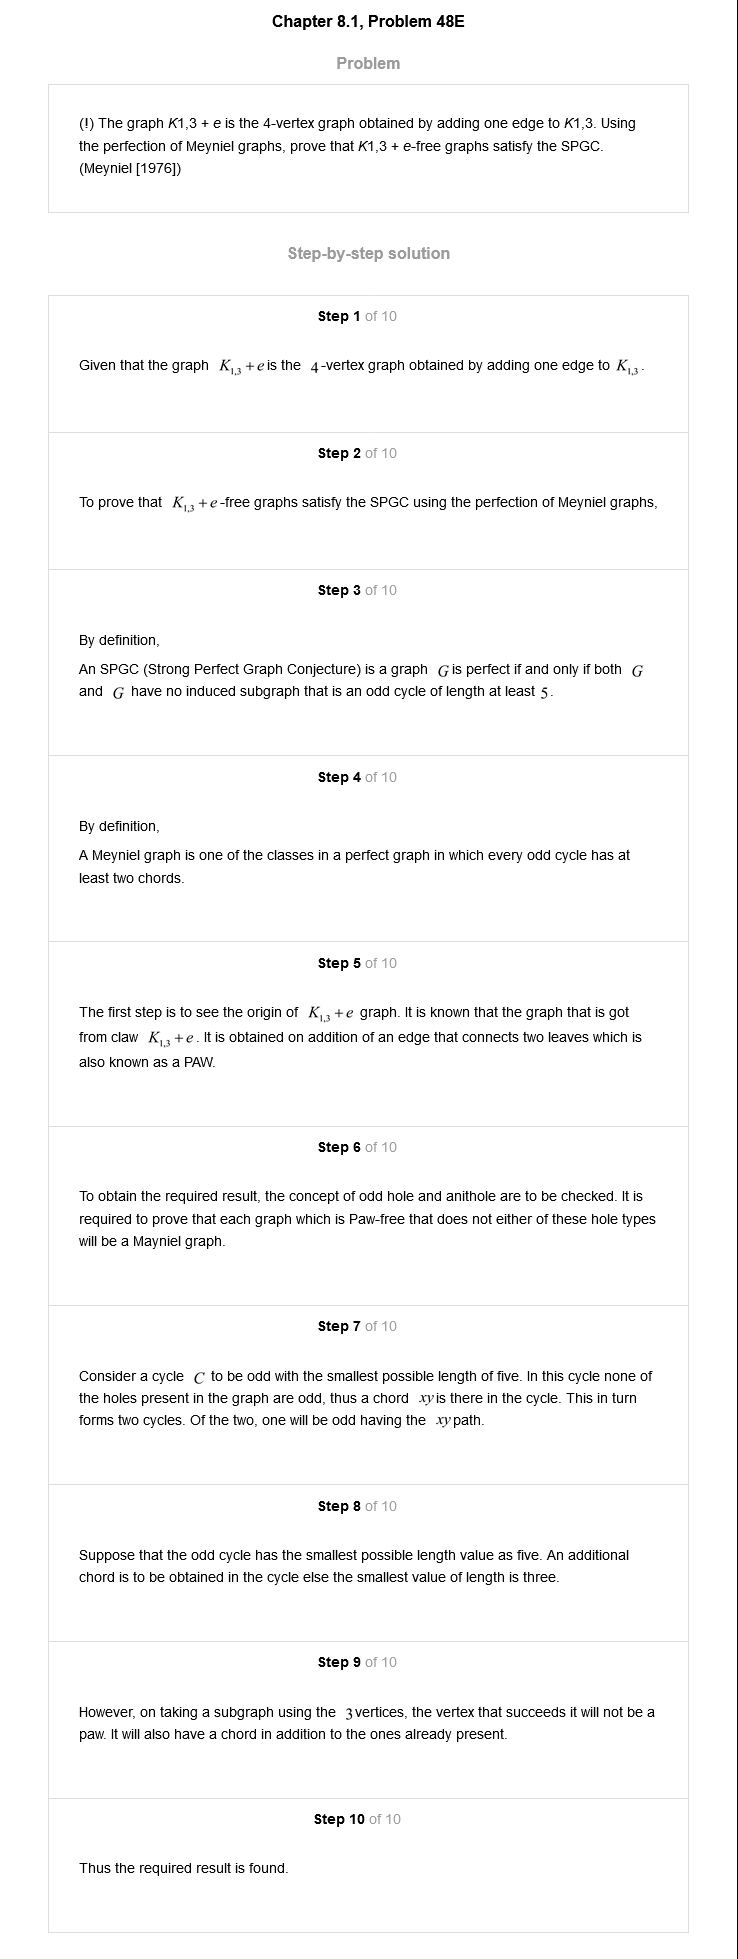 Chapter 8.1, Problem 48E
Problem
(!) The graph K1,3 + e is the 4-vertex graph obtained by adding one edge to K1,3. Using
the perfection of Meyniel graphs, prove that K1,3 + e-free graphs satisfy the SPGC.
(Meyniel [1976])
Step-by-step solution
Step 1 of 10
Given that the graph K₁,₃ + e is the 4-vertex graph obtained by adding one edge to K₁,₃.
Step 2 of 10
To prove that K₁,₃ + e-free graphs satisfy the SPGC using the perfection of Meyniel graphs,
Step 3 of 10
By definition,
An SPGC (Strong Perfect Graph Conjecture) is a graph G is perfect if and only if both G
and G have no induced subgraph that is an odd cycle of length at least 5.
Step 4 of 10
By definition,
A Meyniel graph is one of the classes in a perfect graph in which every odd cycle has at
least two chords.
Step 5 of 10
The first step is to see the origin of K₁,₃ + e graph. It is known that the graph that is got
from claw K₁,₃ + e. It is obtained on addition of an edge that connects two leaves which is
also known as a PAW.
Step 6 of 10
To obtain the required result, the concept of odd hole and anithole are to be checked. It is
required to prove that each graph which is Paw-free that does not either of these hole types
will be a Mayniel graph.
Step 7 of 10
Consider a cycle C to be odd with the smallest possible length of five. In this cycle none of
the holes present in the graph are odd, thus a chord xy is there in the cycle. This in turn
forms two cycles. Of the two, one will be odd having the xy path.
Step 8 of 10
Suppose that the odd cycle has the smallest possible length value as five. An additional
chord is to be obtained in the cycle else the smallest value of length is three.
Step 9 of 10
However, on taking a subgraph using the 3 vertices, the vertex that succeeds it will not be a
paw. It will also have a chord in addition to the ones already present.
Step 10 of 10
Thus the required result is found.